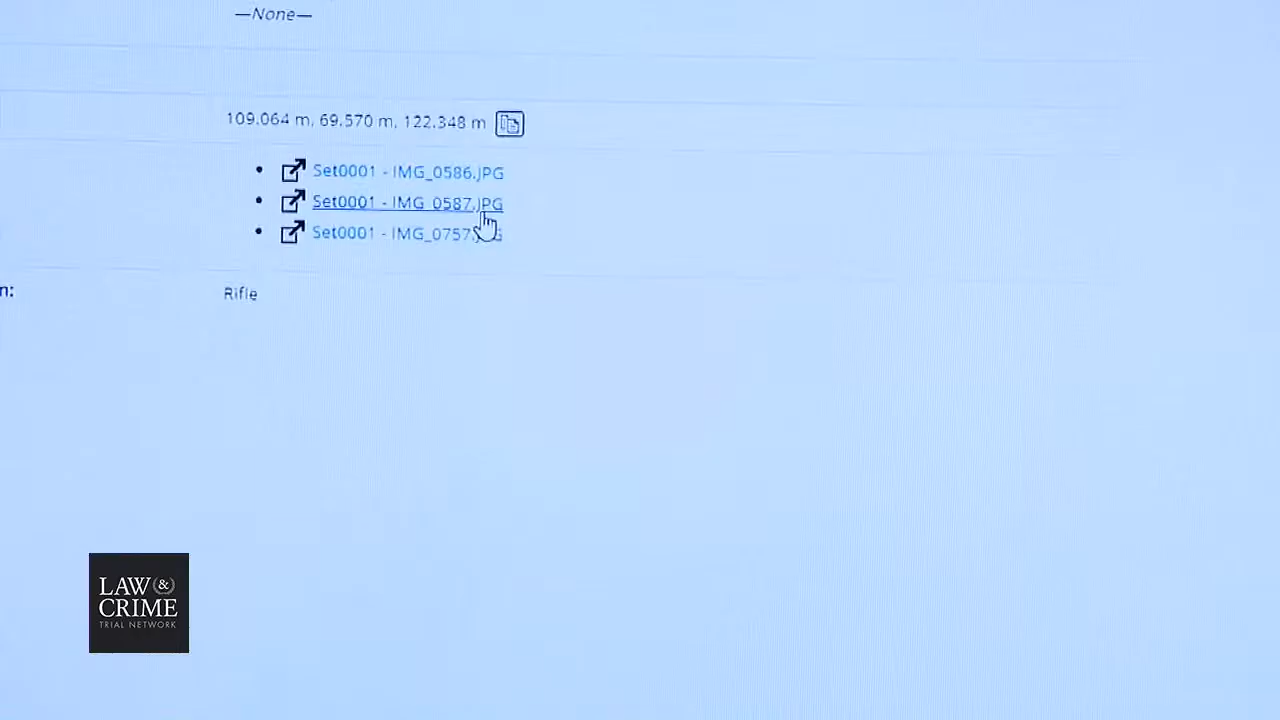 —None—
109.064 m, 69.570 m, 122.348 m
Set0001 - IMG_0586.JPG
Set0001 - IMG_0587.JPG
Set0001 - IMG_0757.JPG
n:
Rifle
LAW &
CRIME
TRIAL NETWORK